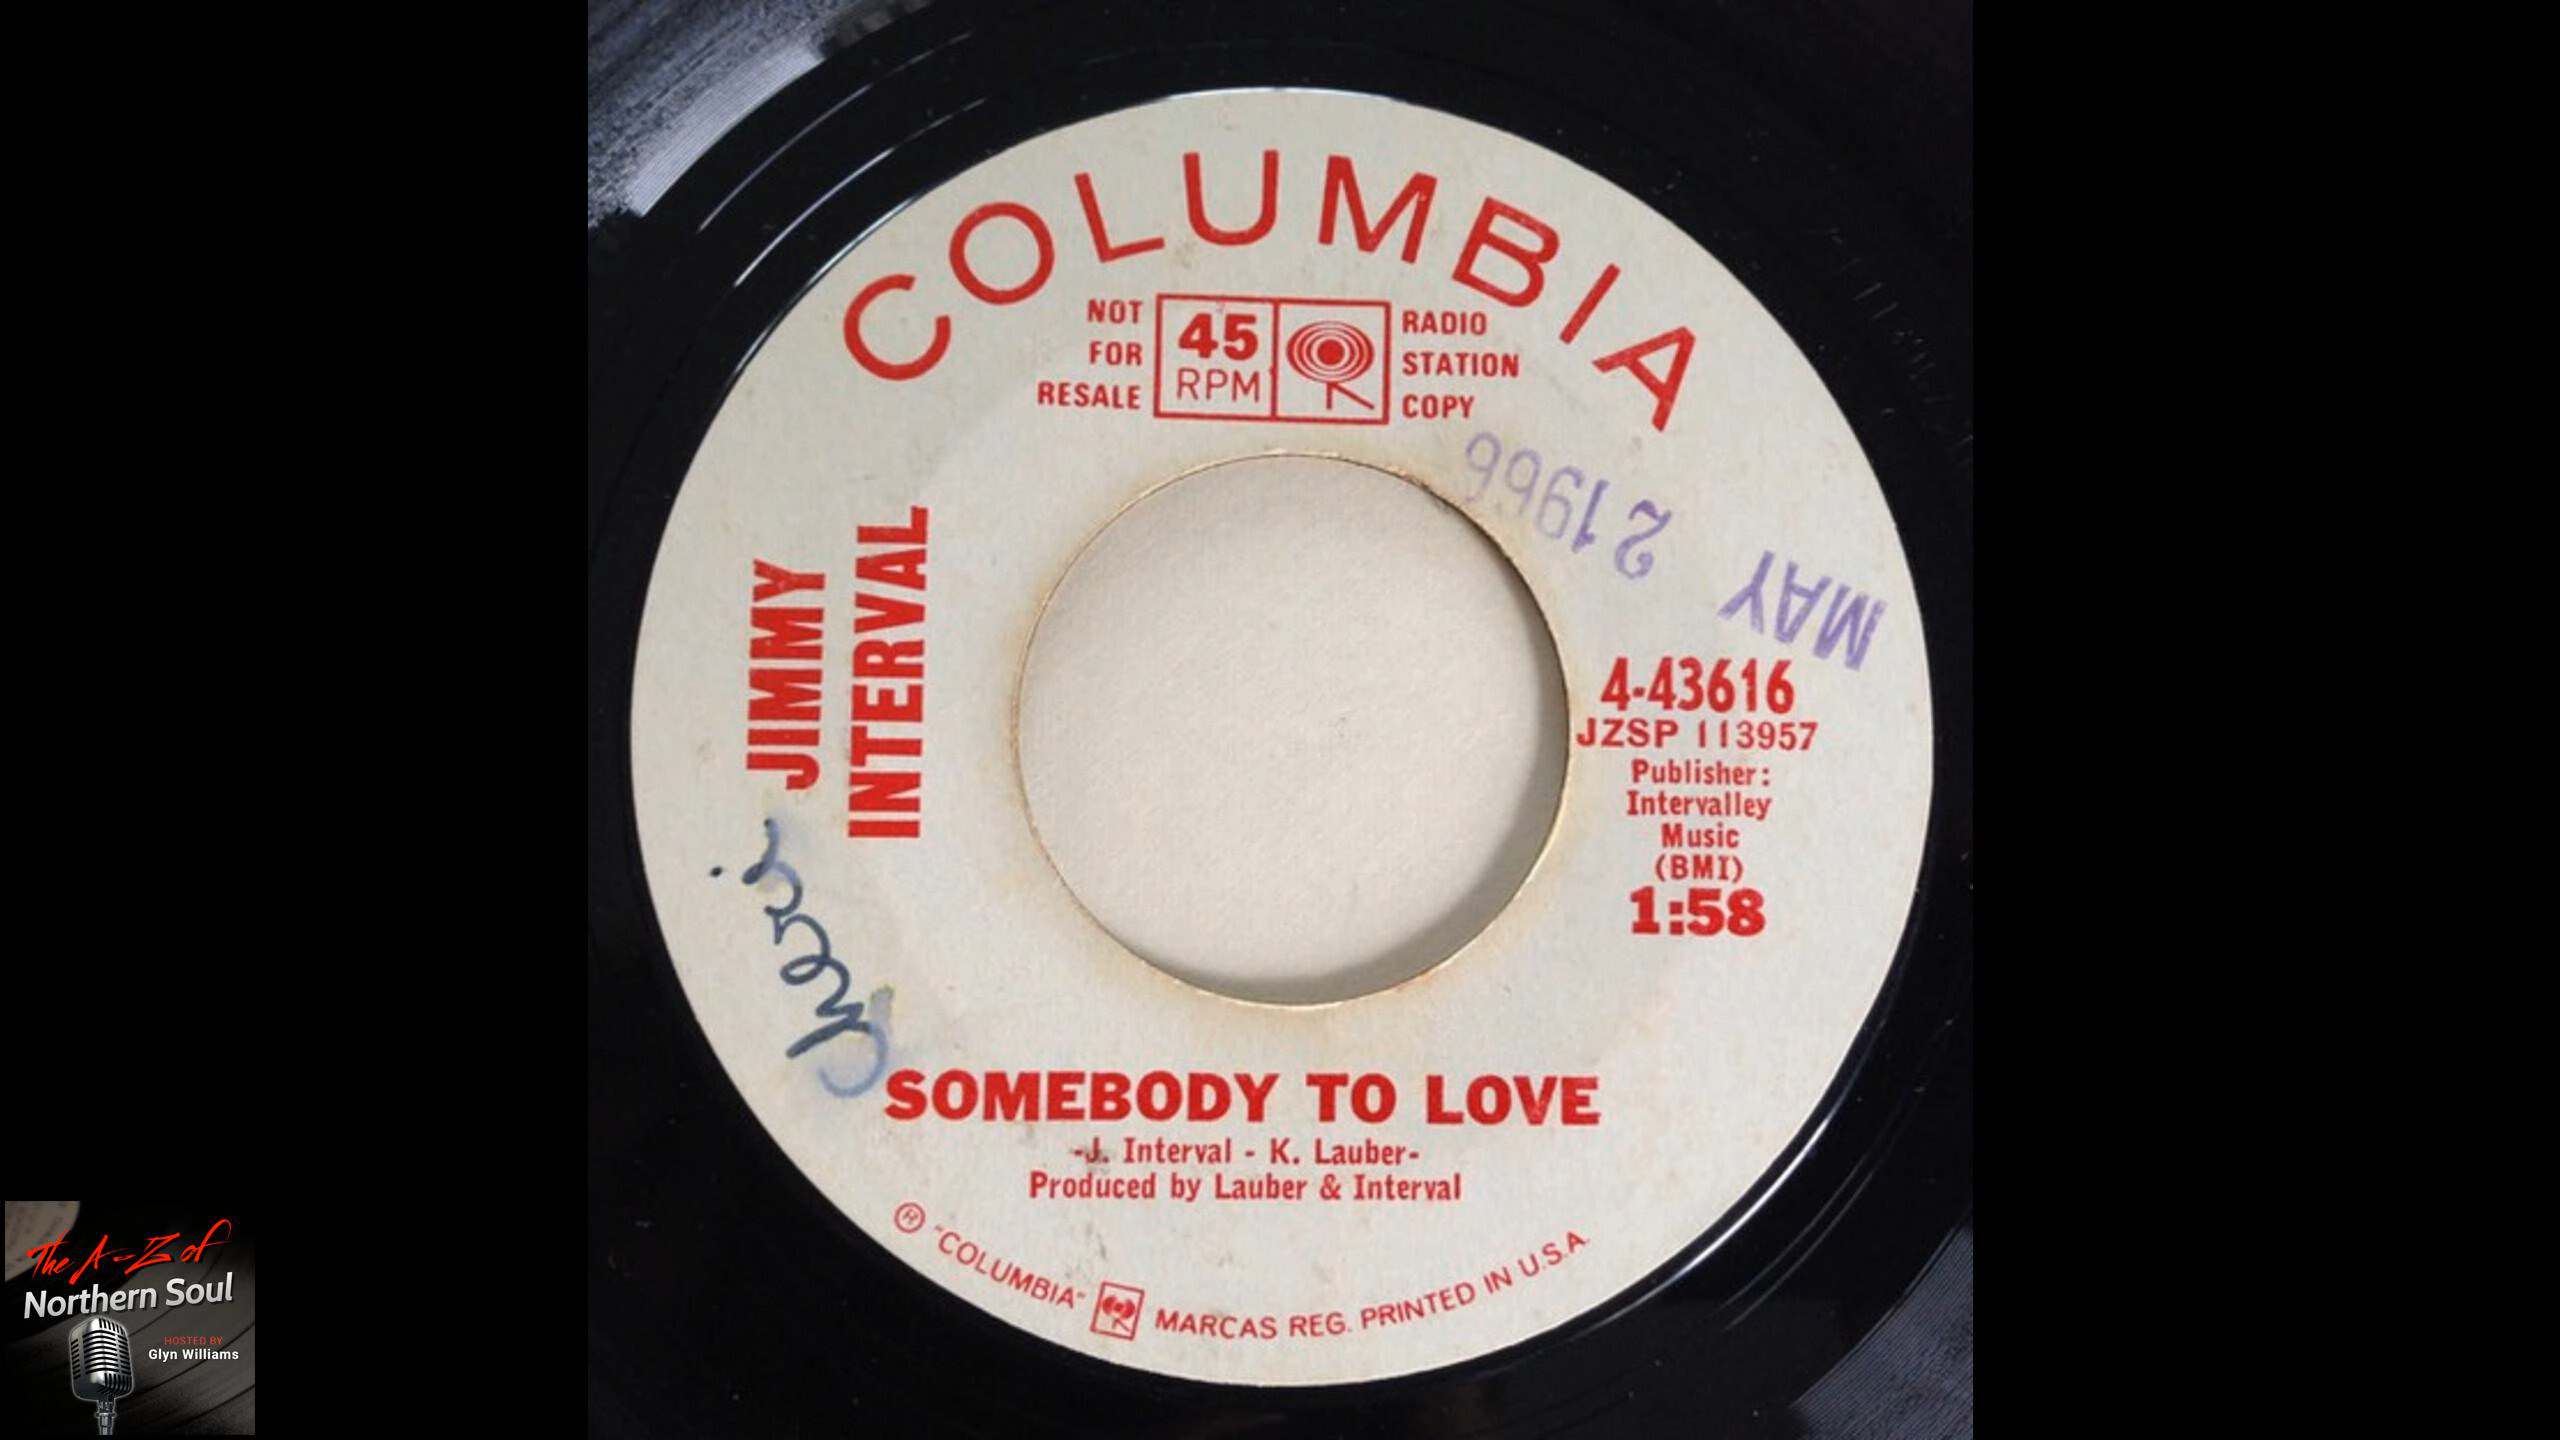 COLUMBIA
NOT
FOR
RESALE
45
RPM
RADIO
STATION
COPY
MAY 2 1966
JIMMY
INTERVAL
4-43616
JZSP 113957
Publisher:
Intervalley
Music
(BMI)
1:58
Cheri
SOMEBODY TO LOVE
-J. Interval - K. Lauber-
Produced by Lauber & Interval
® "COLUMBIA" MARCAS REG. PRINTED IN U.S.A.
The A-Z of
Northern Soul
HOSTED BY
Glyn Williams